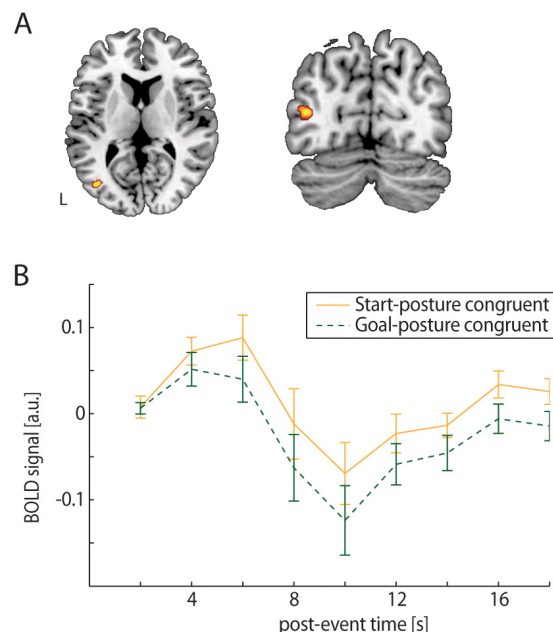 A
L
B
Start-posture congruent
Goal-posture congruent
0.1
0
-0.1
BOLD signal [a.u.]
4 8 12 16
post-event time [s]